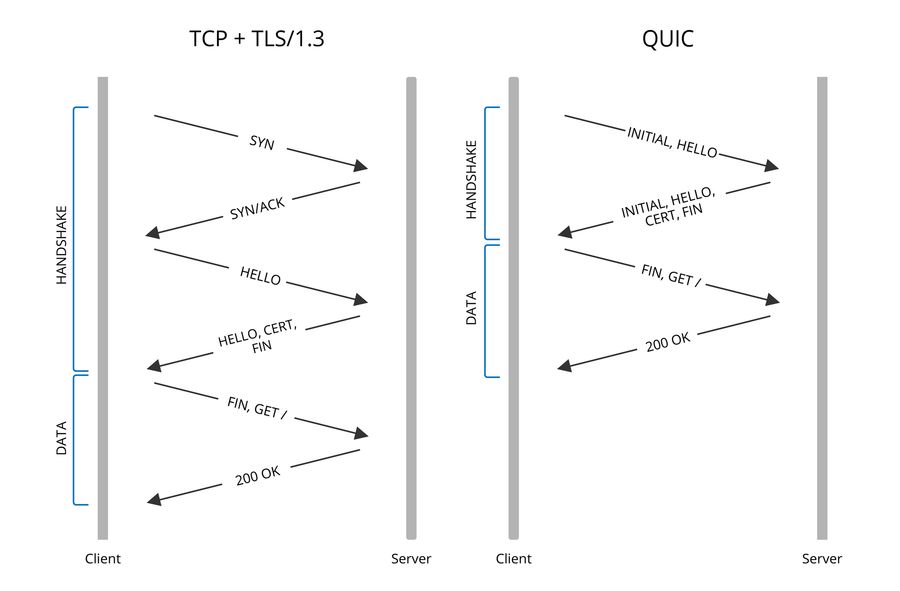 TCP + TLS/1.3
HANDSHAKE
SYN
SYN/ACK
HELLO
HELLO, CERT,
FIN
DATA
FIN, GET /
200 OK
Client
Server
QUIC
HANDSHAKE
INITIAL, HELLO
INITIAL, HELLO,
CERT, FIN
DATA
FIN, GET /
200 OK
Client
Server